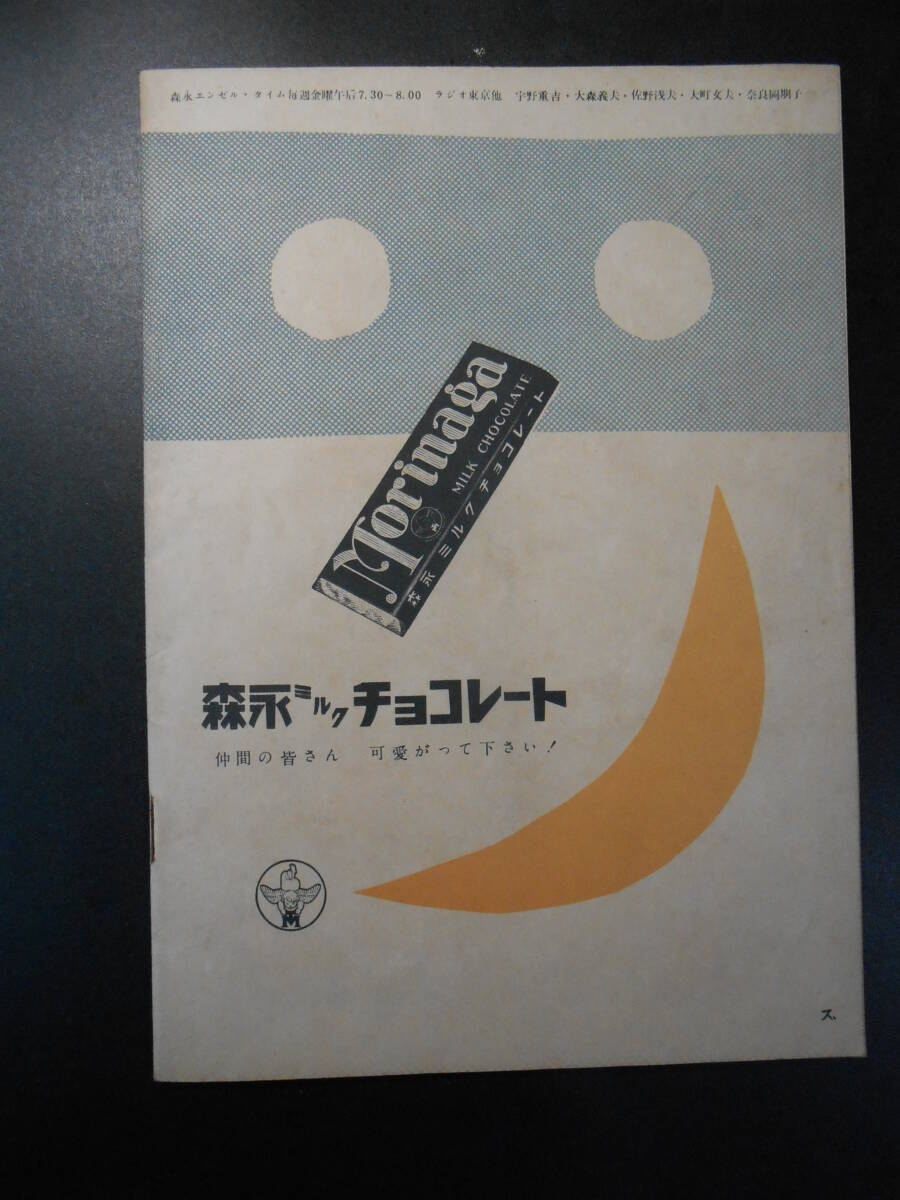 森永エンゼル・タイム毎週金曜午后7.30~8.00 ラジオ東京他 宇野重吉・大森義夫・佐野浅夫・大町文夫・奈良岡朋子
Morinaga
MILK CHOCOLATE
森永 ミルクチョコレート
森永ミルクチョコレート
仲間の皆さん 可愛がって下さい!
M
ス.